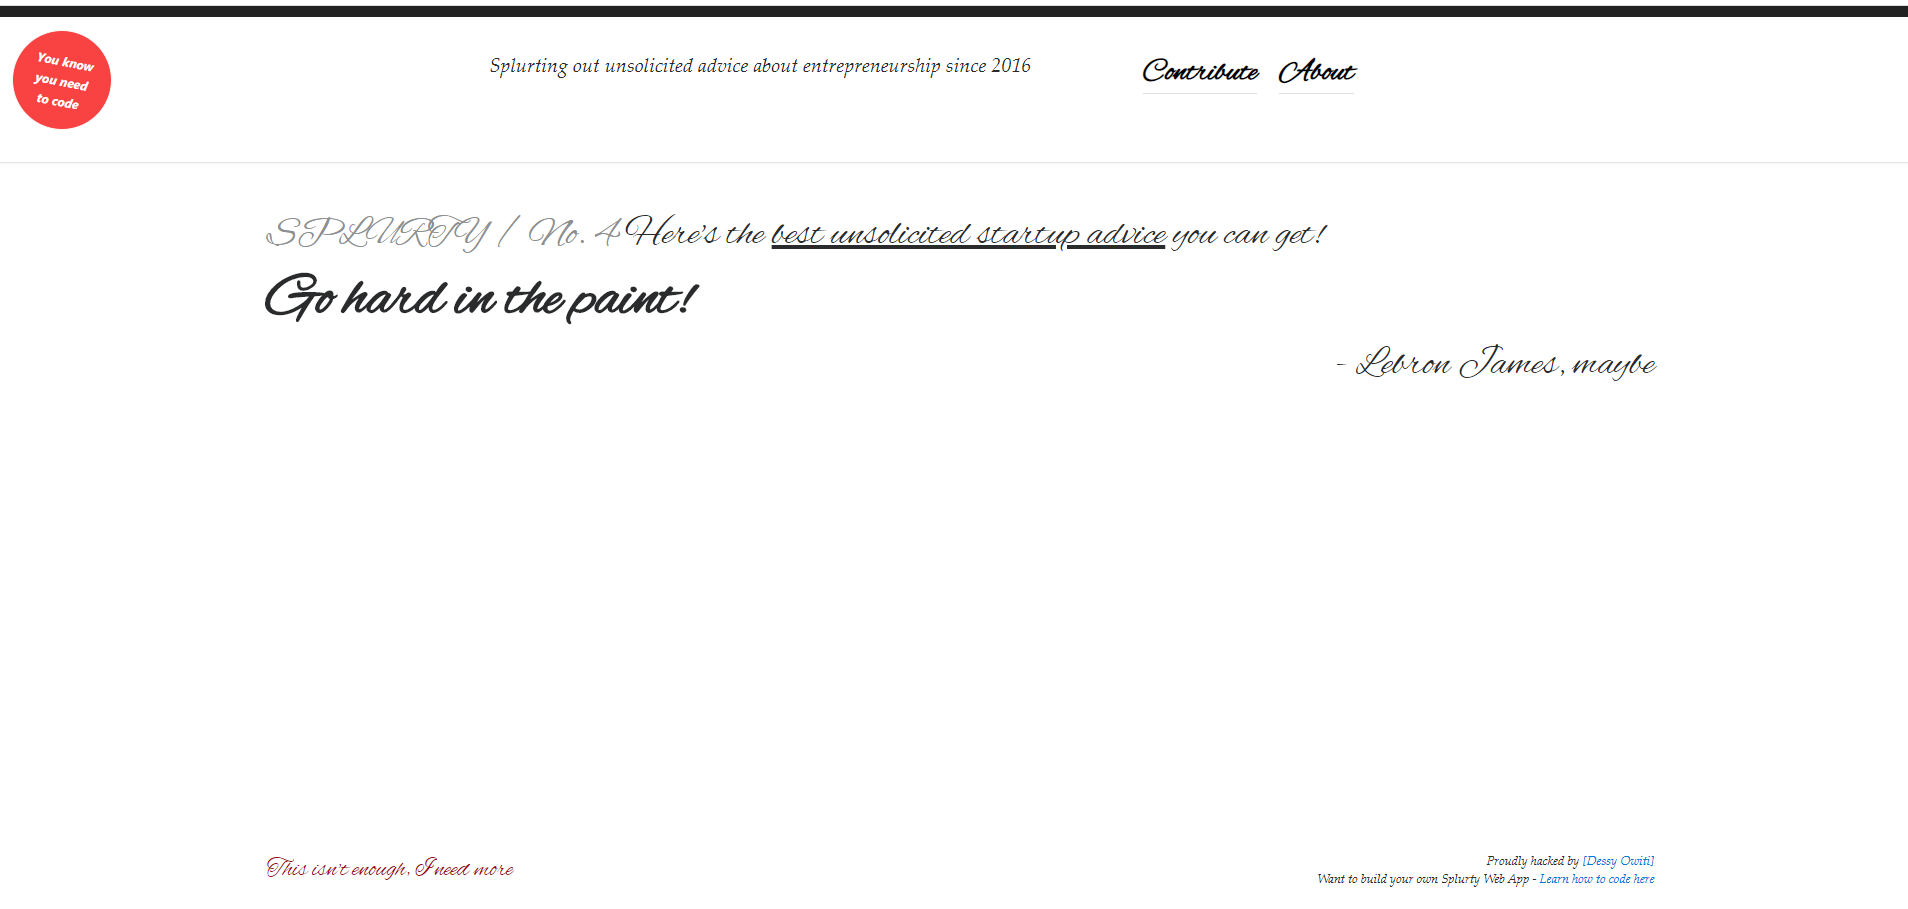 You know
you need
to code
Splurting out unsolicited advice about entrepreneurship since 2016
Contribute About
SPLURTY / No. 4 Here's the best unsolicited startup advice you can get!
Go hard in the paint!
- Lebron James, maybe
This isn't enough, I need more
Proudly hacked by [Dessy Owiti]
Want to build your own Splurty Web App - Learn how to code here